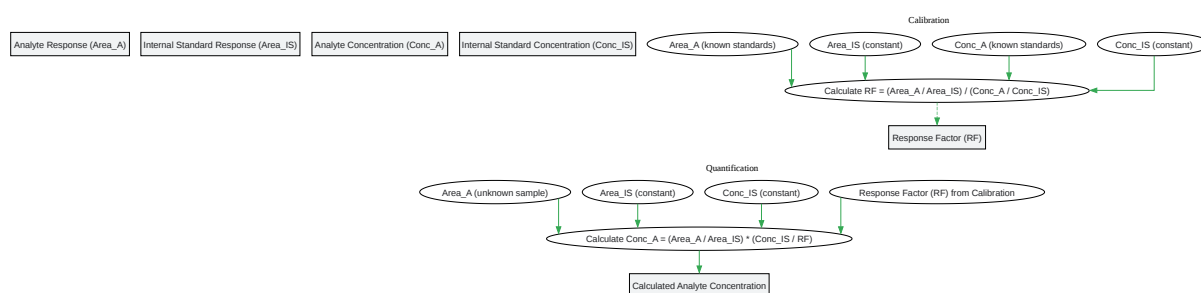 Calibration
Analyte Response (Area_A)
Internal Standard Response (Area_IS)
Analyte Concentration (Conc_A)
Internal Standard Concentration (Conc_IS)
Area_A (known standards)
Area_IS (constant)
Conc_A (known standards)
Conc_IS (constant)
Calculate RF = (Area_A / Area_IS) / (Conc_A / Conc_IS)
Response Factor (RF)
Quantification
Area_A (unknown sample)
Area_IS (constant)
Conc_IS (constant)
Response Factor (RF) from Calibration
Calculate Conc_A = (Area_A / Area_IS) * (Conc_IS / RF)
Calculated Analyte Concentration